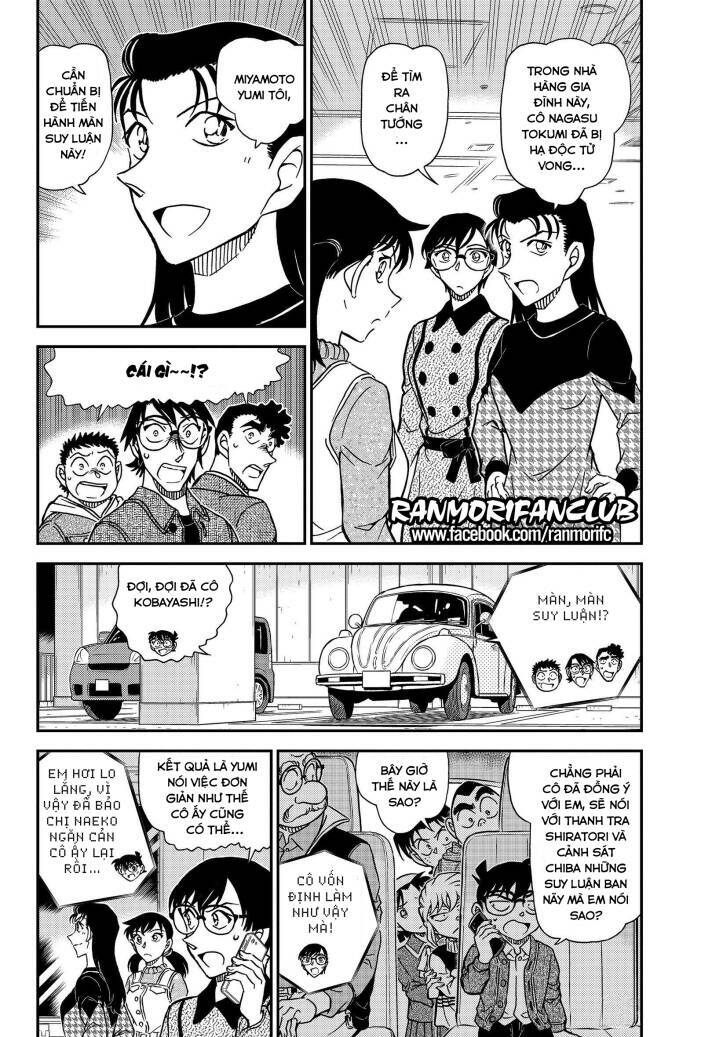 TRONG NHÀ
HÀNG GIA
ĐÌNH NÀY,
CÔ NAGASU
TOKUMI ĐÃ BỊ
HẠ ĐỘC TỬ
VONG...
ĐỂ TÌM
RA
CHÂN
TƯỚNG
...
MIYAMOTO
YUMI TÔI,
CẦN
CHUẨN BỊ
ĐỂ TIẾN
HÀNH MÀN
SUY LUẬN
NÀY!
RANMORIFANCLUB
www.facebook.com/ranmorifc
CÁI GÌ~~!?
MÀN, MÀN
SUY LUẬN!?
ĐỢI, ĐỢI ĐÃ CÔ
KOBAYASHI!?
CHẲNG PHẢI
CÔ ĐÃ ĐỒNG Ý
VỚI EM, SẼ NÓI
VỚI THANH TRA
SHIRATORI VÀ
CẢNH SÁT
CHIBA NHỮNG
SUY LUẬN BAN
NÃY MÀ EM NÓI
SAO?
BÂY GIỜ
THẾ NÀY LÀ
SAO?
CÔ VỐN
ĐỊNH LÀM
NHƯ VẬY
MÀ!
KẾT QUẢ LÀ YUMI
NÓI VIỆC ĐƠN
GIẢN NHƯ THẾ
CÔ ẤY CŨNG
CÓ THỂ...
EM HƠI LO
LẮNG, VÌ
VẬY ĐÃ BẢO
CHỊ NAEKO
NGĂN CẢN
CÔ ẤY LẠI
RỒI...